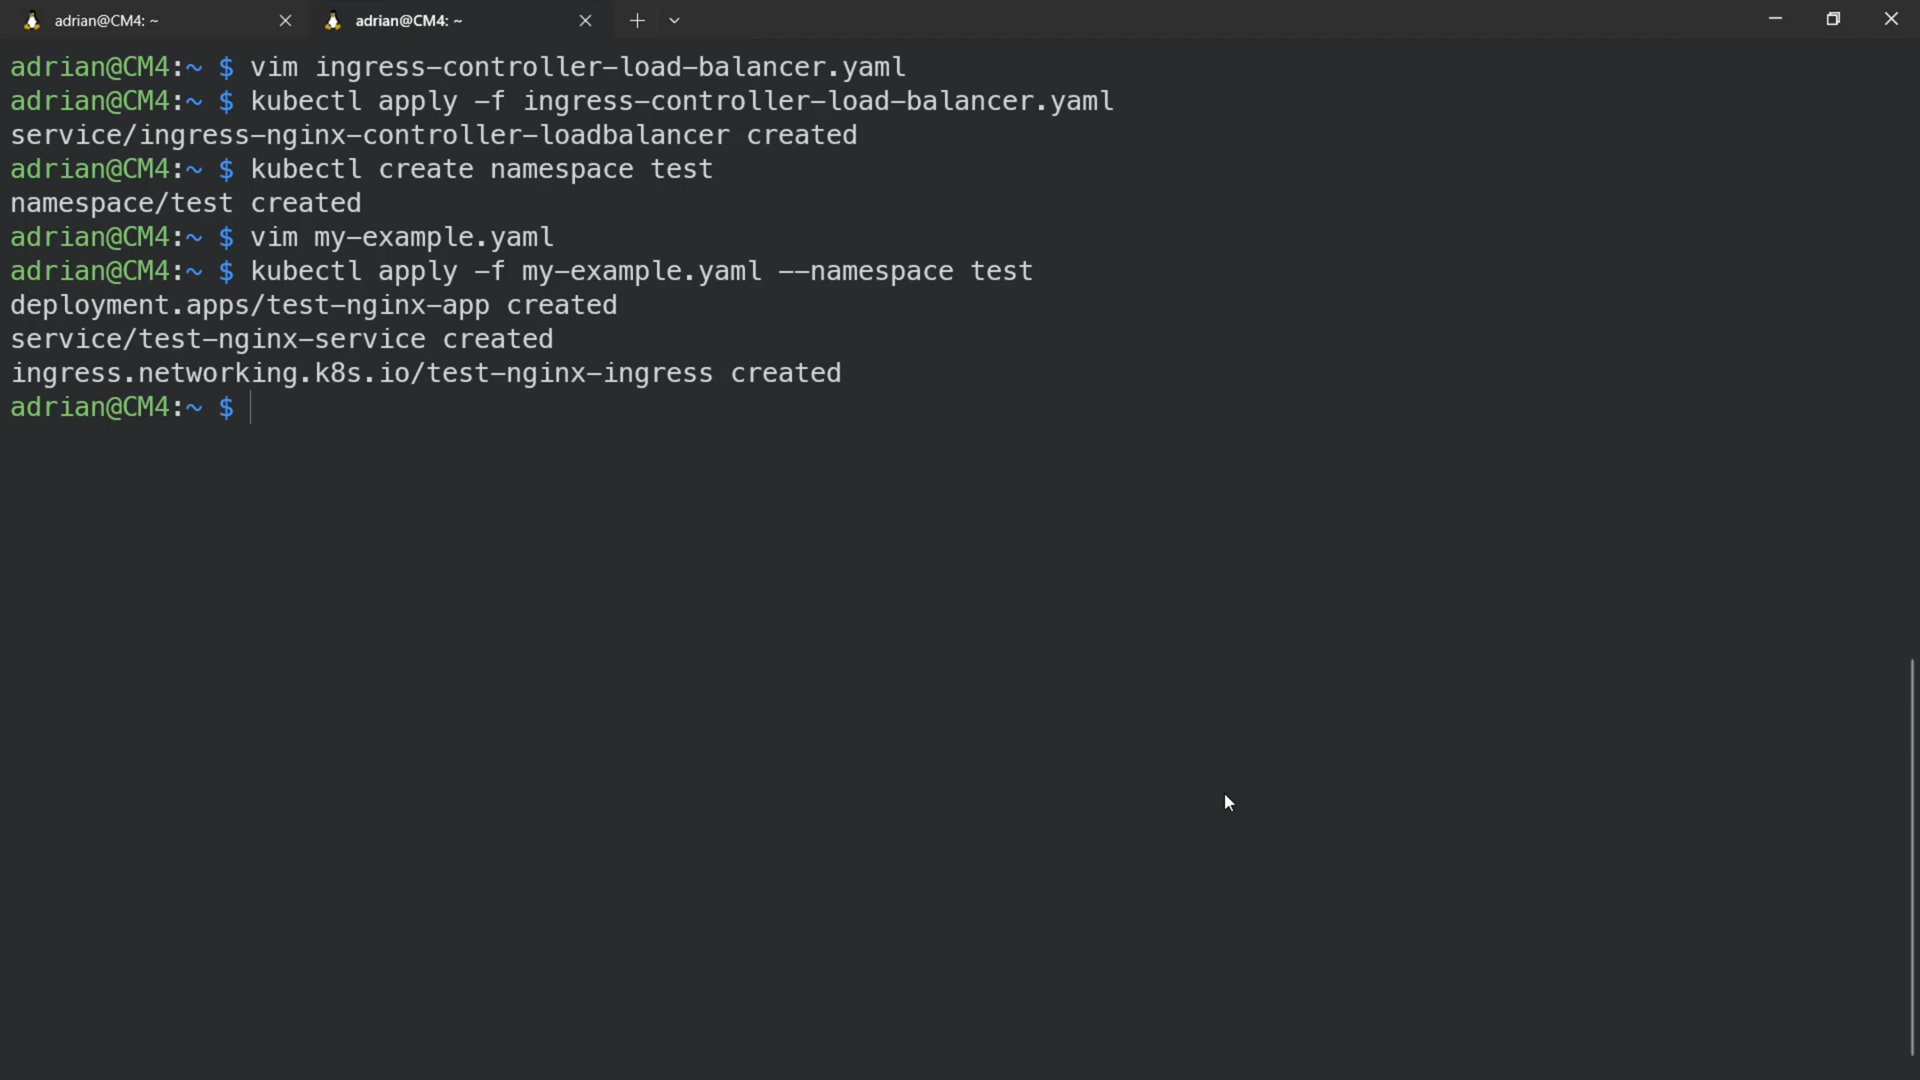 adrian@CM4: ~
adrian@CM4: ~
adrian@CM4:~ $ vim ingress-controller-load-balancer.yaml
adrian@CM4:~ $ kubectl apply -f ingress-controller-load-balancer.yaml
service/ingress-nginx-controller-loadbalancer created
adrian@CM4:~ $ kubectl create namespace test
namespace/test created
adrian@CM4:~ $ vim my-example.yaml
adrian@CM4:~ $ kubectl apply -f my-example.yaml --namespace test
deployment.apps/test-nginx-app created
service/test-nginx-service created
ingress.networking.k8s.io/test-nginx-ingress created
adrian@CM4:~ $